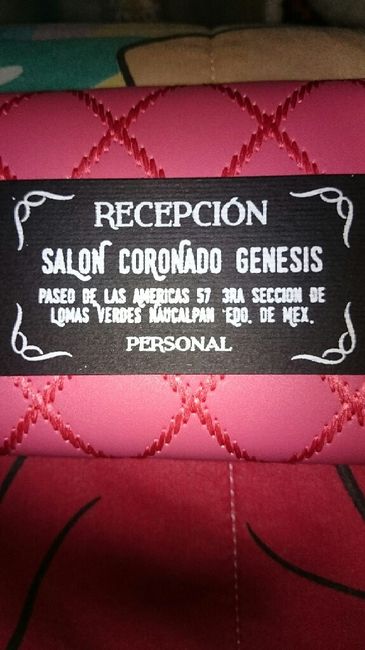 RECEPCIÓN
SALON CORONADO GENESIS
PASEO DE LAS AMERICAS 57 3RA SECCION DE
LOMAS VERDES NAUCALPAN EDO. DE MEX.
PERSONAL